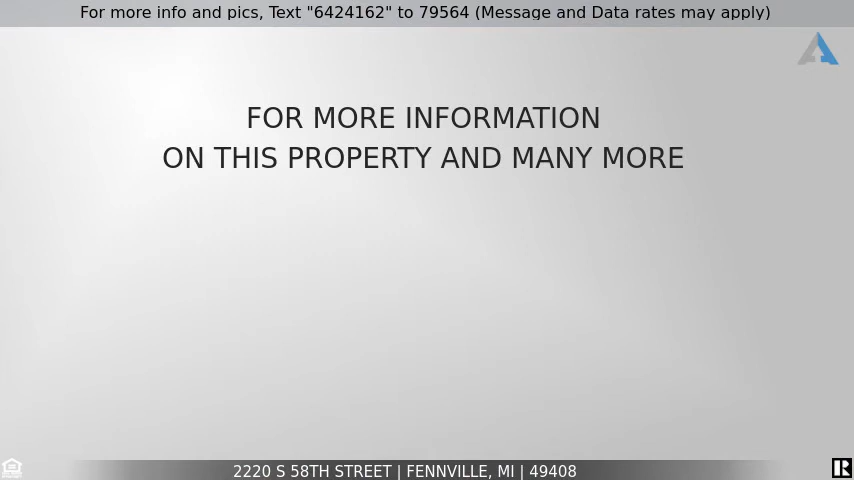 For more info and pics, Text "6424162" to 79564 (Message and Data rates may apply)
FOR MORE INFORMATION
ON THIS PROPERTY AND MANY MORE
2220 S 58TH STREET | FENNVILLE, MI | 49408